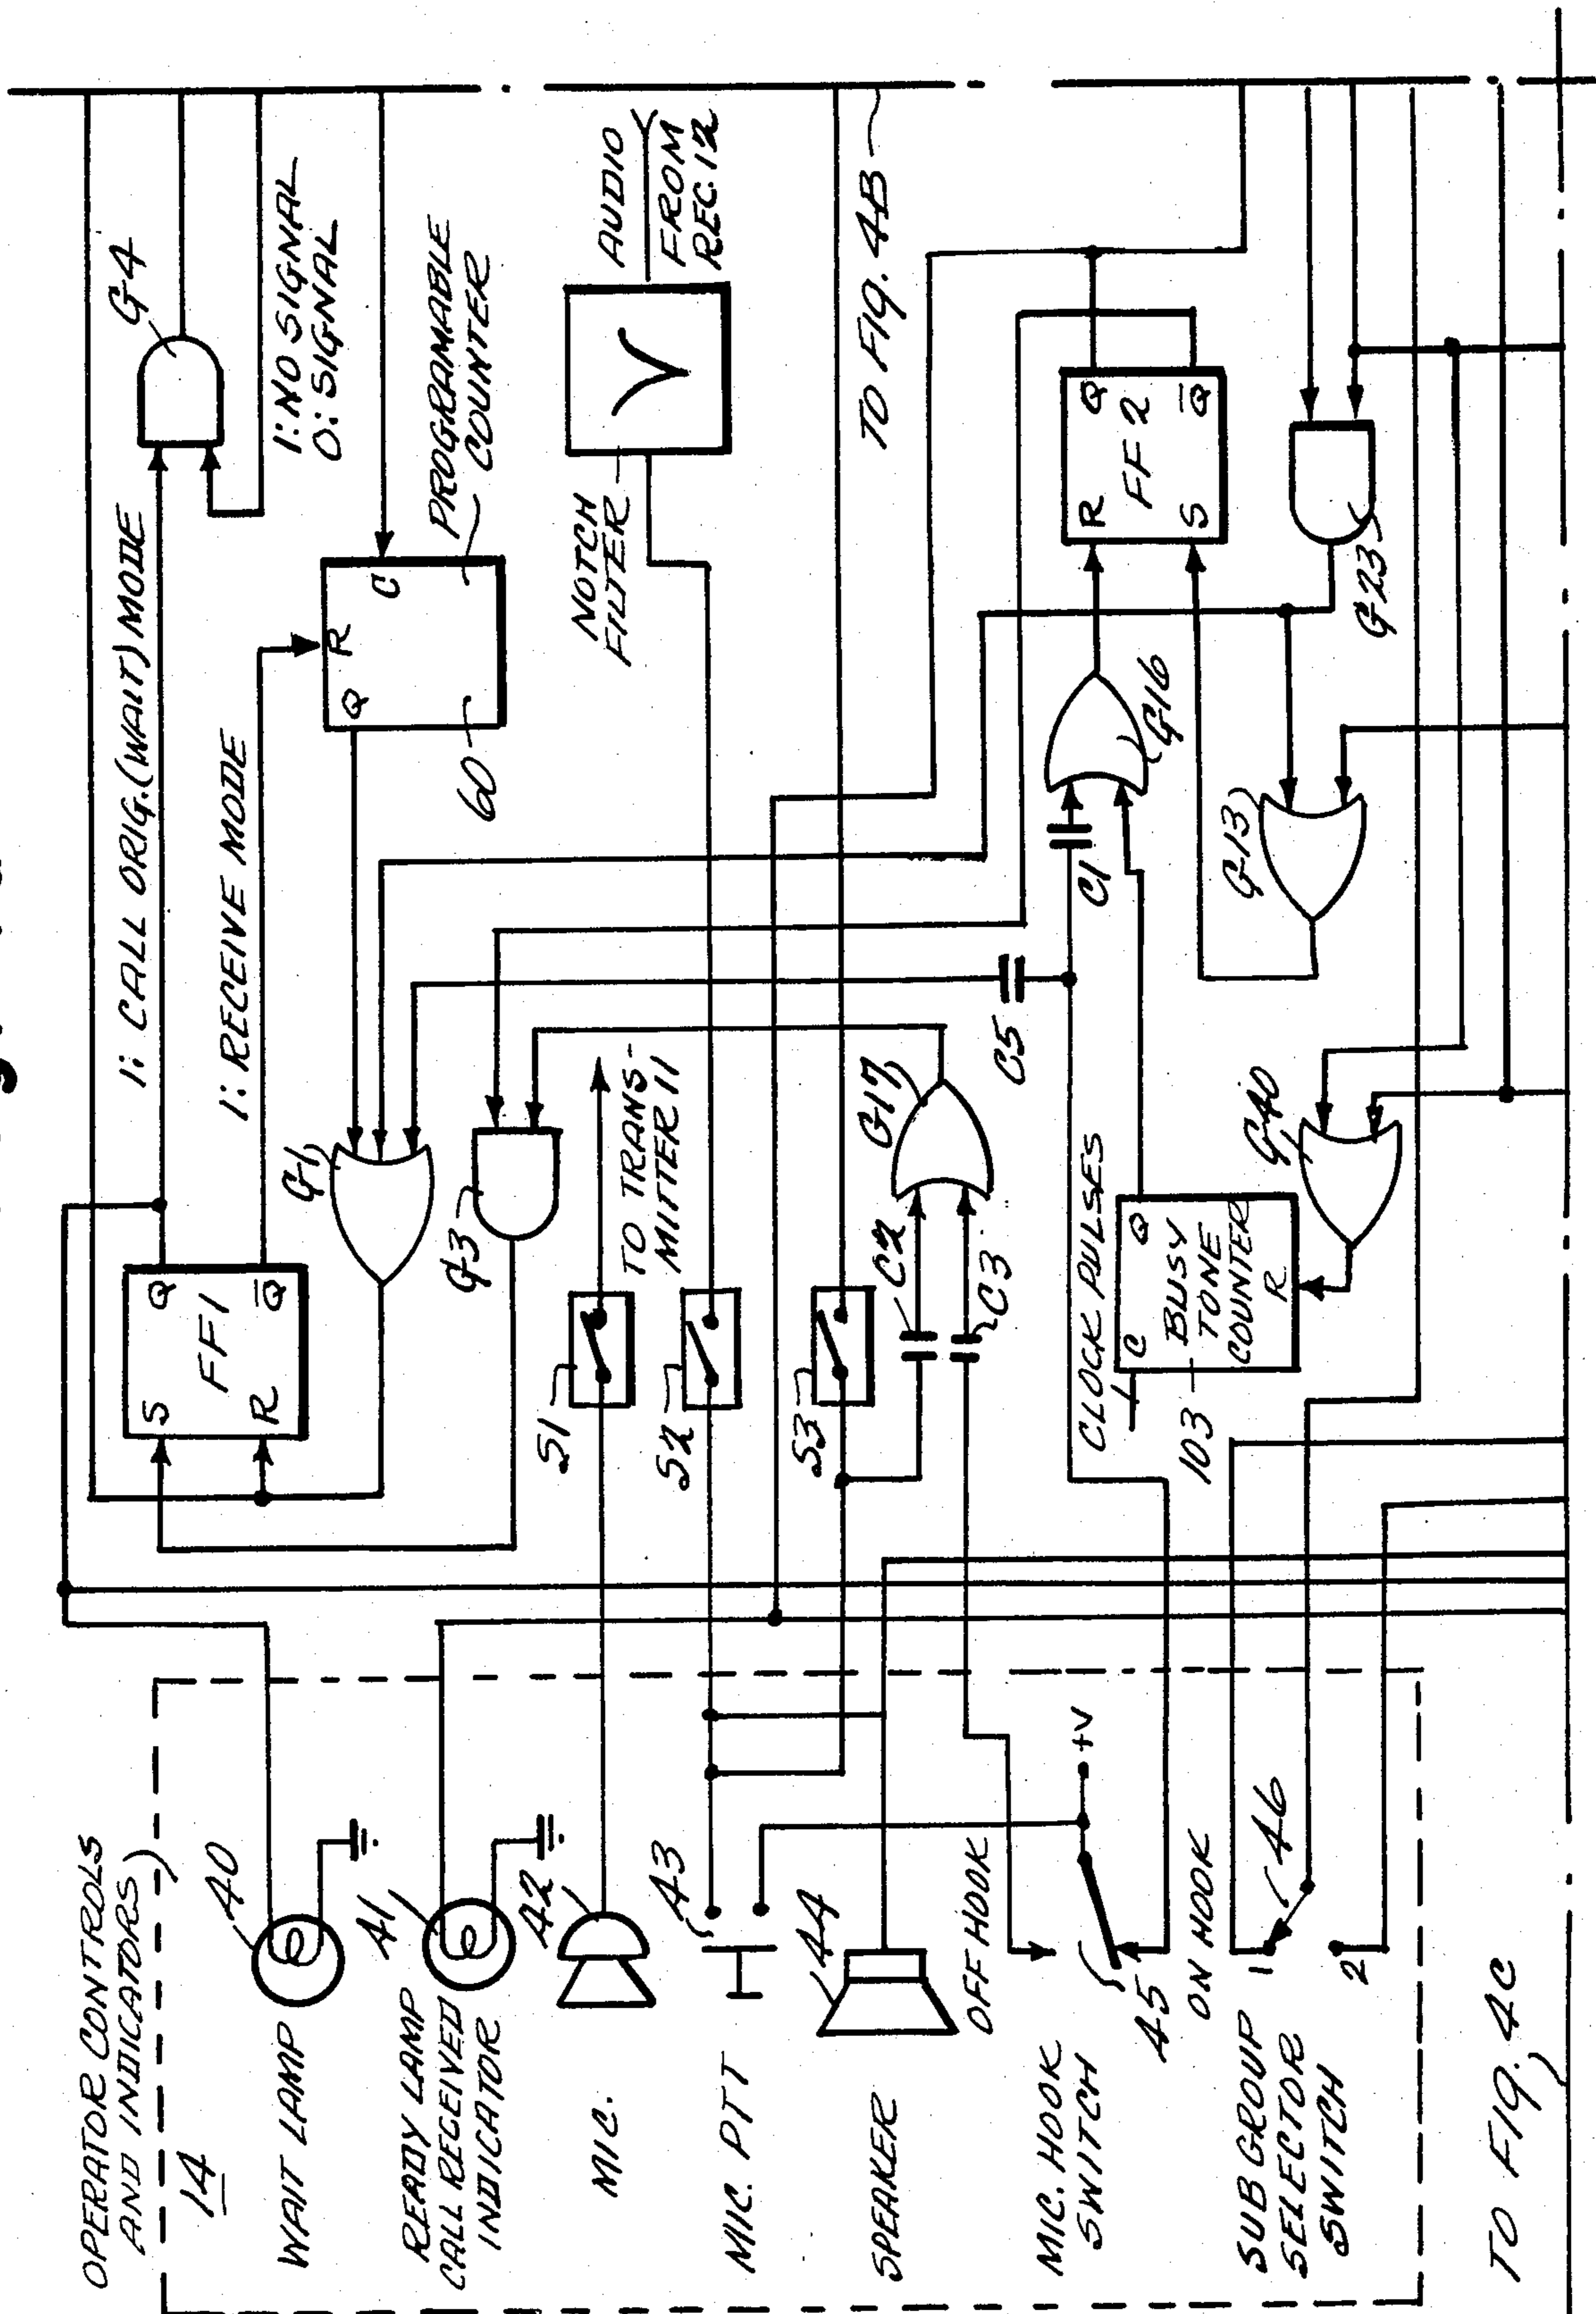 OPERATOR CONTROLS
AND INDICATORS
14
WAIT LAMP
40
READY LAMP
CALL RECEIVED
INDICATOR
41
MIC.
42
MIC. PTT
43
SPEAKER
44
OFF HOOK
MIC. HOOK
SWITCH
45
+V
ON HOOK
SUB GROUP
SELECTOR
SWITCH
1
2
46
TO FIG. 4C
S
Q
FF1
R
Q̅
1: CALL ORIG. (WAIT) MODE
1: RECEIVE MODE
G4
1: NO SIGNAL
0: SIGNAL
G1
G3
Q
R
C
60
PROGRAMABLE
COUNTER
S1
TO TRANS-
MITTER 11
S2
NOTCH
FILTER
AUDIO
FROM
REC. 12
S3
TO FIG. 4B
C2
C3
G17
C5
C1
G16
R
Q
FF2
S
Q̅
CLOCK PULSES
C
Q
103
BUSY
TONE
COUNTER
R
G40
G13
G23